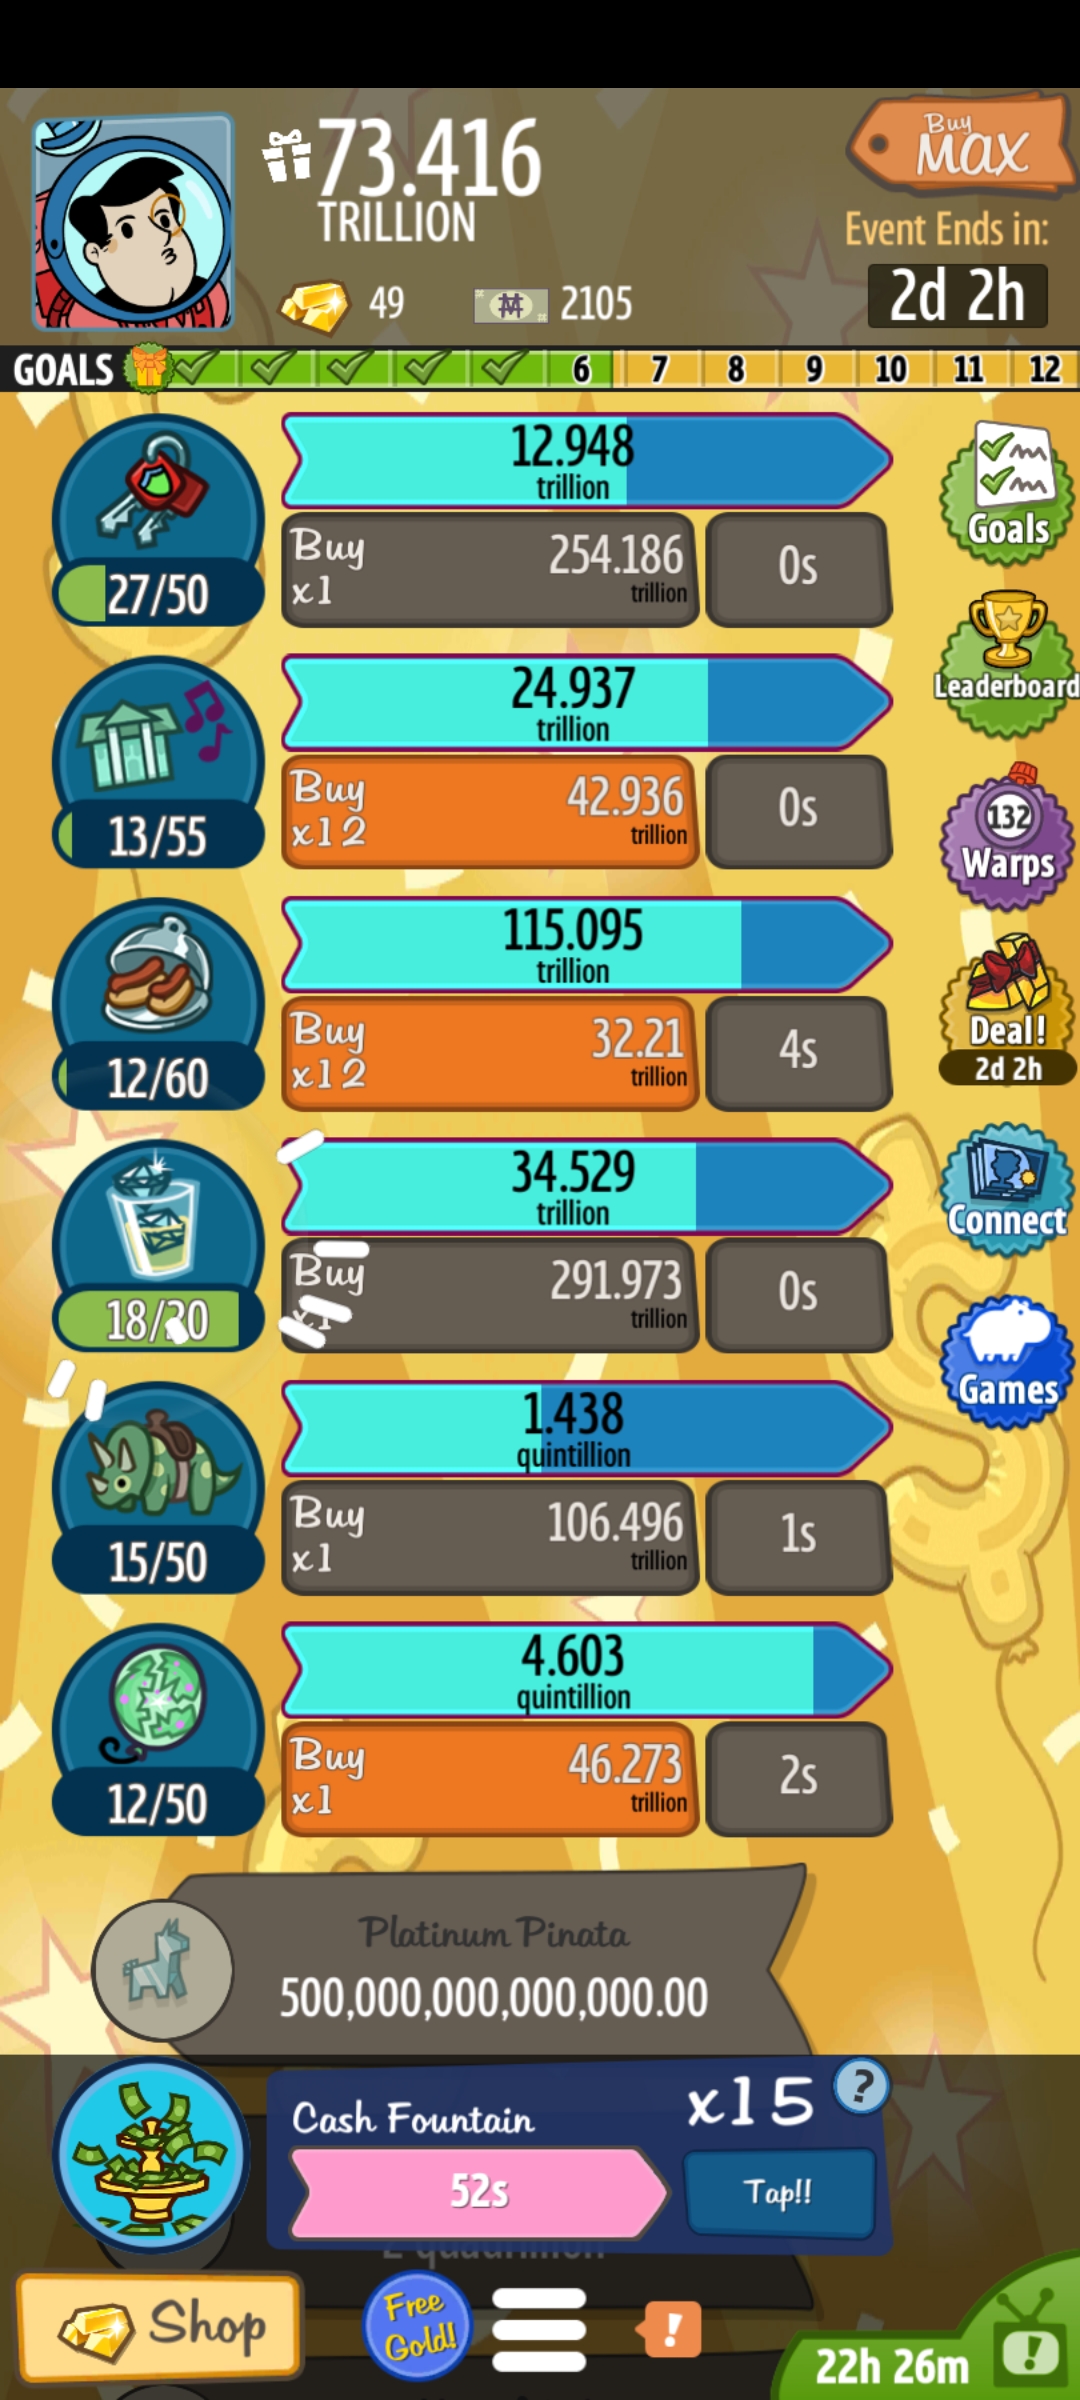 73.416
TRILLION
49
2105
Buy
MAX
Event Ends in:
2d 2h
GOALS
6 7 8 9 10 11 12
12.948
trillion
Buy
x1
254.186
trillion
0s
27/50
Goals
24.937
trillion
Buy
x12
42.936
trillion
0s
13/55
Leaderboard
132
Warps
115.095
trillion
Buy
x12
32.21
trillion
4s
12/60
Deal!
2d 2h
34.529
trillion
Buy
x1
291.973
trillion
0s
18/20
Connect
Games
1.438
quintillion
Buy
x1
106.496
trillion
1s
15/50
4.603
quintillion
Buy
x1
46.273
trillion
2s
12/50
Platinum Pinata
500,000,000,000,000.00
Cash Fountain
x15
?
52s
Tap!!
2 quadrillion
Shop
Free
Gold!
!
22h 26m
!